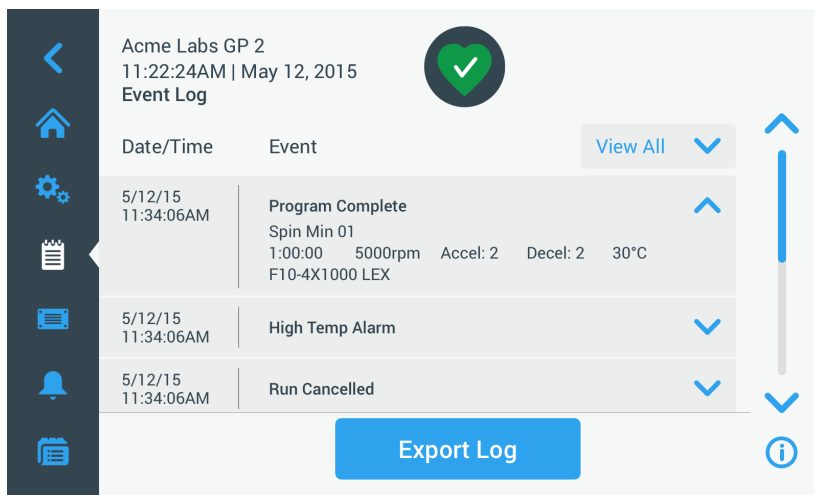 Acme Labs GP 2
11:22:24AM | May 12, 2015
Event Log
Date/Time Event View All
5/12/15
11:34:06AM
Program Complete
Spin Min 01
1:00:00 5000rpm Accel: 2 Decel: 2 30°C
F10-4X1000 LEX
5/12/15
11:34:06AM
High Temp Alarm
5/12/15
11:34:06AM
Run Cancelled
Export Log